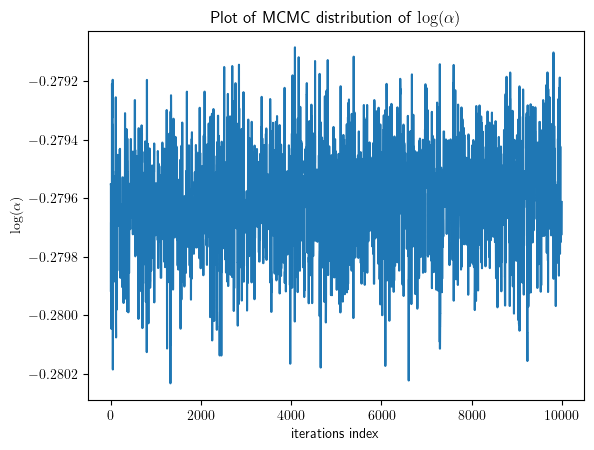 Plot of MCMC distribution of log(α)
log(α)
−0.2792
−0.2794
−0.2796
−0.2798
−0.2800
−0.2802
0 2000 4000 6000 8000 10000
iterations index